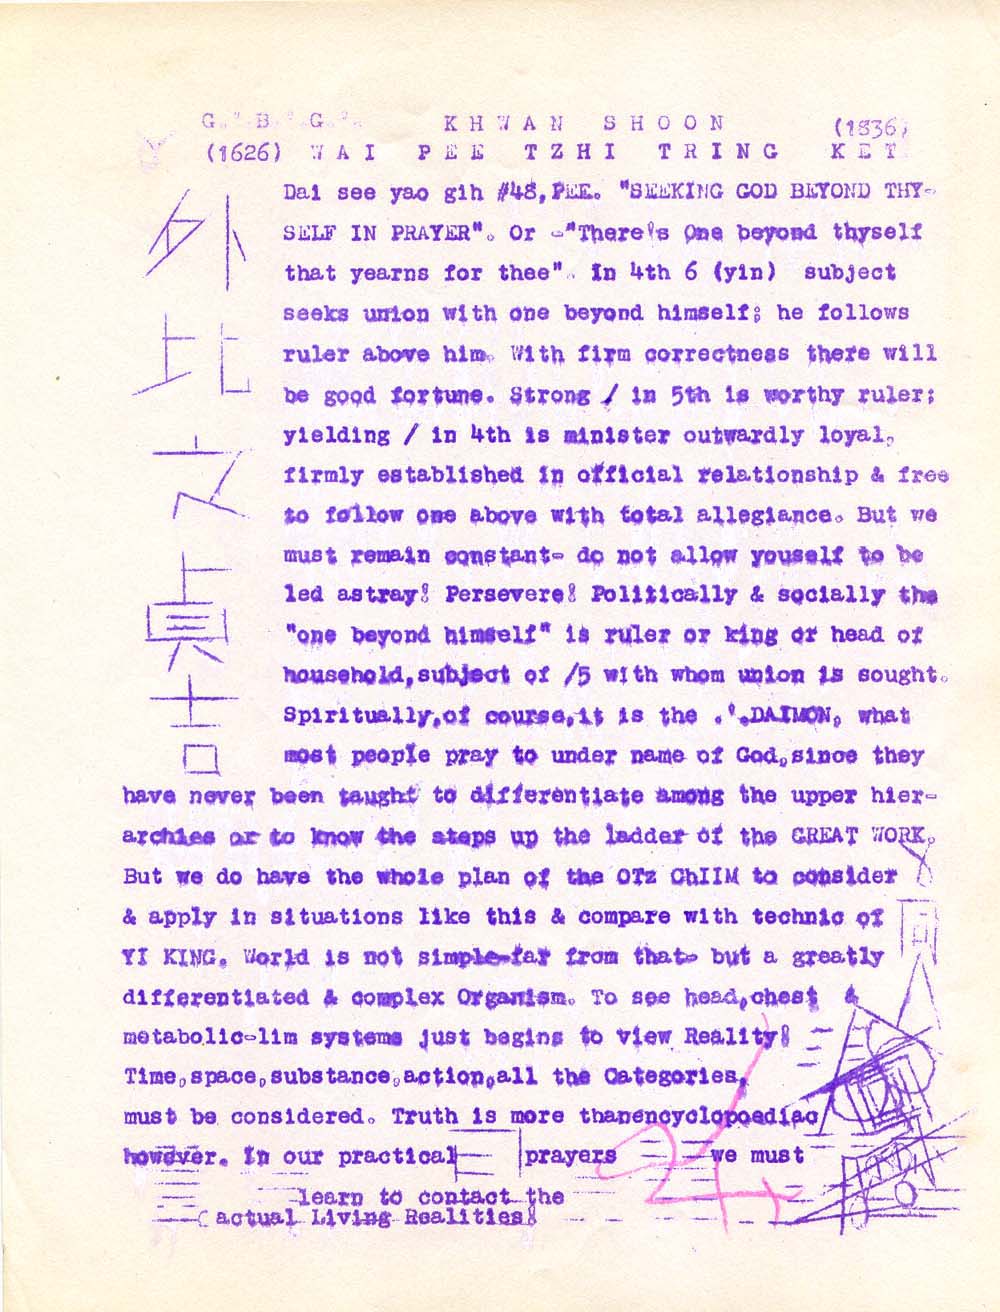 G∴B∴G∴ KHWAN SHOON (1836)
(1626) WAI PEE TZHI TRING KET
外
比
之
貞
吉
Dai see yao gih #48, PEE. "SEEKING GOD BEYOND THY-
SELF IN PRAYER". Or -"There's One beyond thyself
that yearns for thee". In 4th 6 (yin) subject
seeks union with one beyond himself; he follows
ruler above him. With firm correctness there will
be good fortune. Strong / in 5th is worthy ruler;
yielding / in 4th is minister outwardly loyal,
firmly established in official relationship & free
to follow one above with total allegiance. But we
must remain constant- do not allow youself to be
led astray! Persevere! Politically & socially the
"one beyond himself" is ruler or king or head of
household,subject of /5 with whom union is sought.
Spiritually,of course,it is the .'.DAIMON, what
most people pray to under name of God,since they
have never been taught to differentiate among the upper hier-
archies or to know the steps up the ladder of the GREAT WORK.
But we do have the whole plan of the OTz ChIIM to consider
& apply in situations like this & compare with technic of
YI KING. World is not simple-far from that- but a greatly
differentiated & complex Organism. To see head,chest &
metabolic-lim systems just begins to view Reality!
Time,space,substance,action,all the Categories,
must be considered. Truth is more thanencyclopoediac
however. In our practical prayers we must
learn to contact the
actual Living Realities!